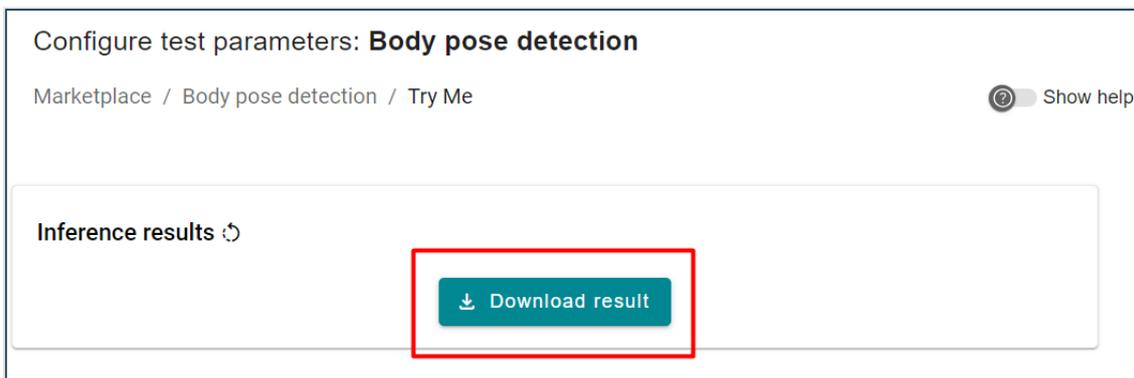 Configure test parameters: Body pose detection
Marketplace / Body pose detection / Try Me
Show help
Inference results
Download result